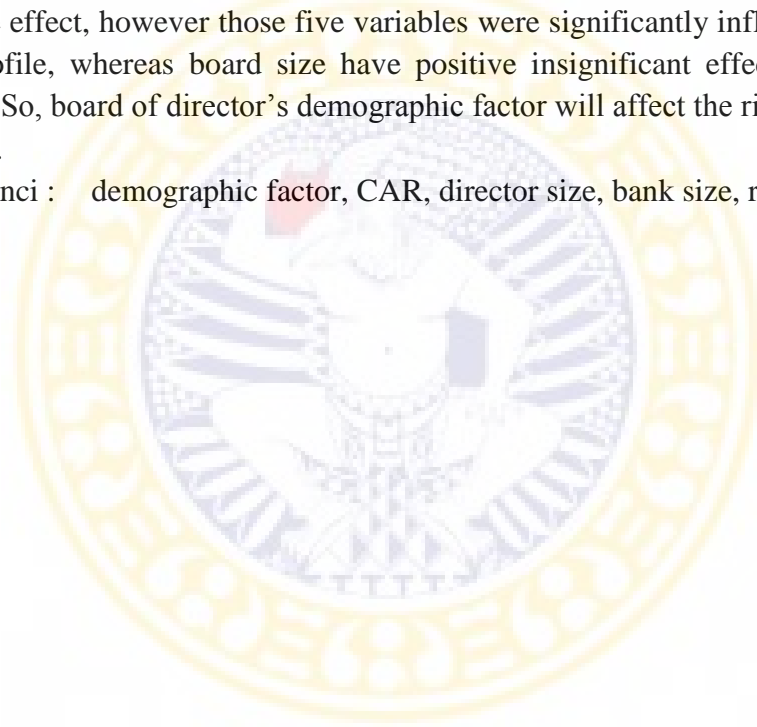 effect, however those five variables were significantly infl
ofile, whereas board size have positive insignificant effec
So, board of director's demographic factor will affect the ri
.
nci : demographic factor, CAR, director size, bank size, r